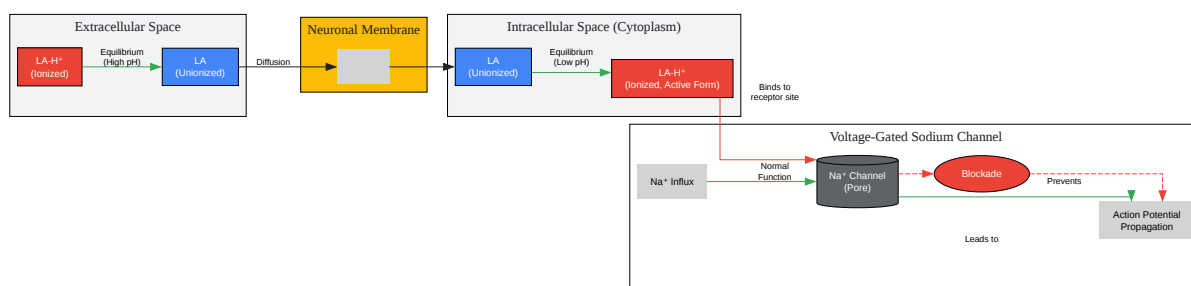 Extracellular Space
LA-H⁺
(Ionized)
Equilibrium
(High pH)
LA
(Unionized)
Diffusion
Neuronal Membrane
Intracellular Space (Cytoplasm)
LA
(Unionized)
Equilibrium
(Low pH)
LA-H⁺
(Ionized, Active Form)
Binds to
receptor site
Voltage-Gated Sodium Channel
Na⁺ Influx
Normal
Function
Na⁺ Channel
(Pore)
Blockade
Prevents
Action Potential
Propagation
Leads to